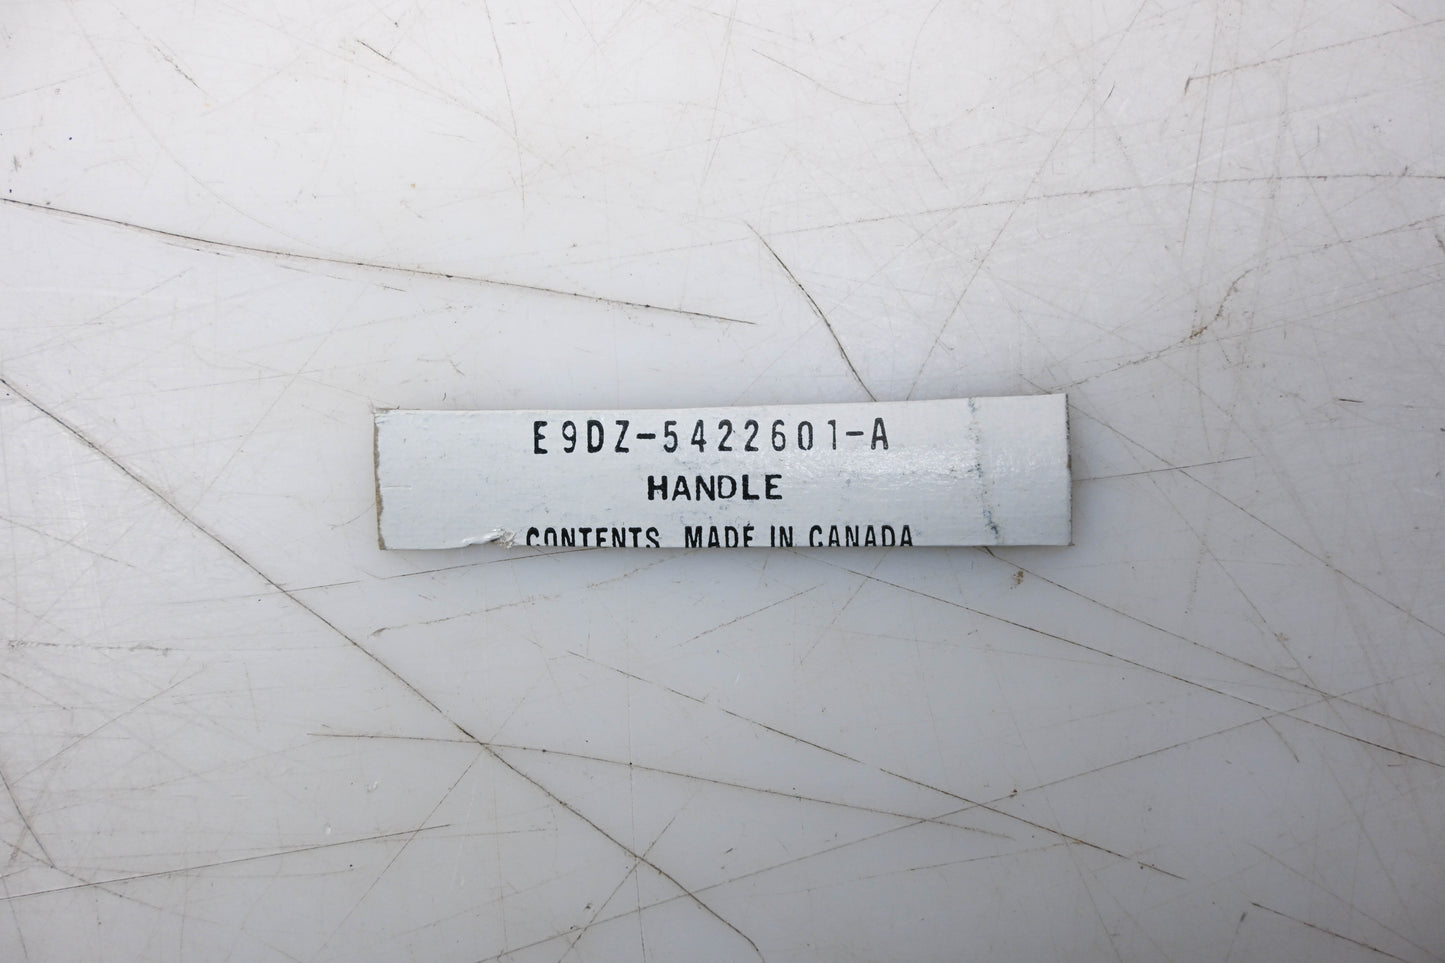 E9DZ-5422601-A
HANDLE
CONTENTS MADE IN CANADA